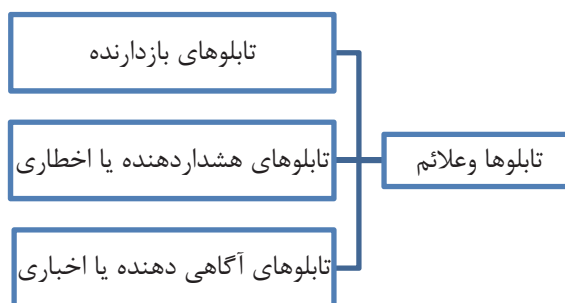 تابلوها وعلائم
تابلوهای بازدارنده
تابلوهای هشداردهنده یا اخطاری
تابلوهای آگاهی دهنده یا اخباری